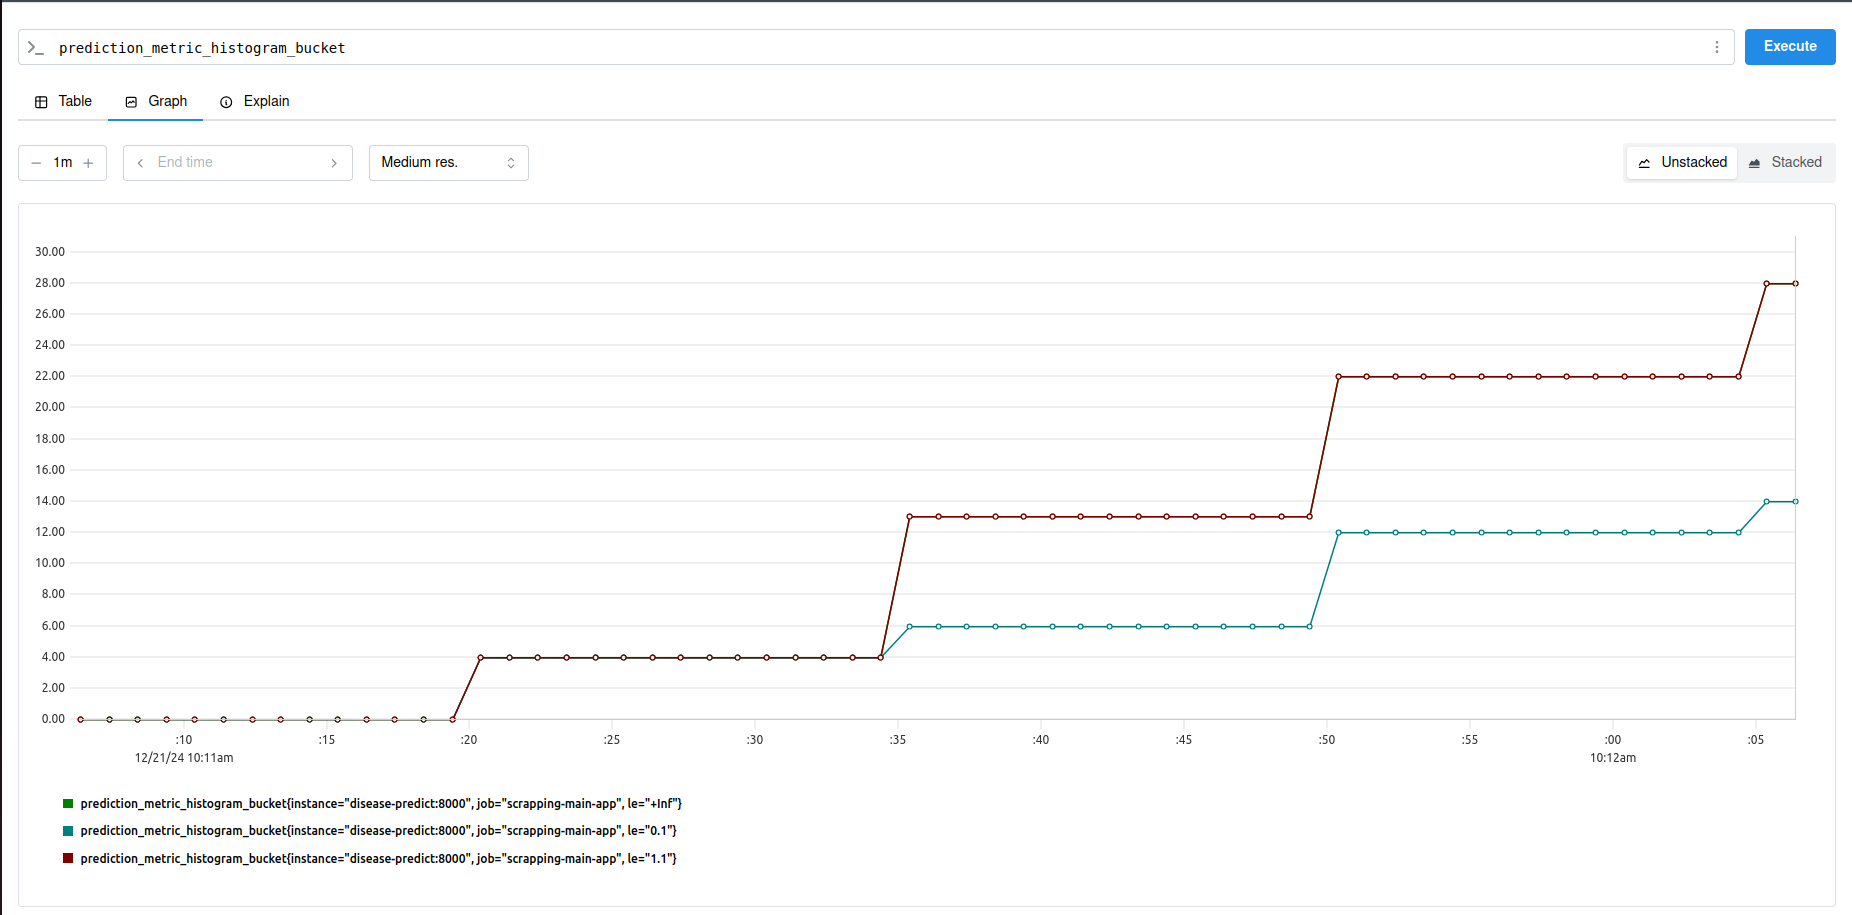 prediction_metric_histogram_bucket
Execute
Table Graph Explain
1m End time Medium res. Unstacked Stacked
30.00
28.00
26.00
24.00
22.00
20.00
18.00
16.00
14.00
12.00
10.00
8.00
6.00
4.00
2.00
0.00
:10 :15 :20 :25 :30 :35 :40 :45 :50 :55 :00 :05
12/21/24 10:11am 10:12am
prediction_metric_histogram_bucket{instance="disease-predict:8000", job="scrapping-main-app", le="+Inf"}
prediction_metric_histogram_bucket{instance="disease-predict:8000", job="scrapping-main-app", le="0.1"}
prediction_metric_histogram_bucket{instance="disease-predict:8000", job="scrapping-main-app", le="1.1"}